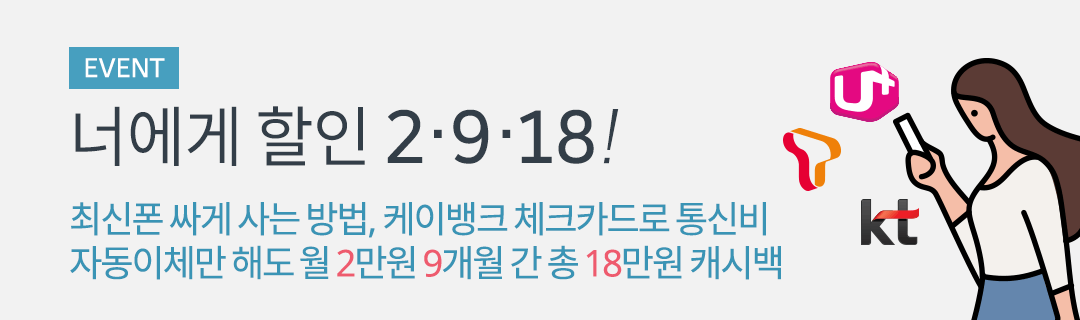 EVENT
너에게 할인 2·9·18!
최신폰 싸게 사는 방법, 케이뱅크 체크카드로 통신비
자동이체만 해도 월 2만원 9개월 간 총 18만원 캐시백
U+
T
kt